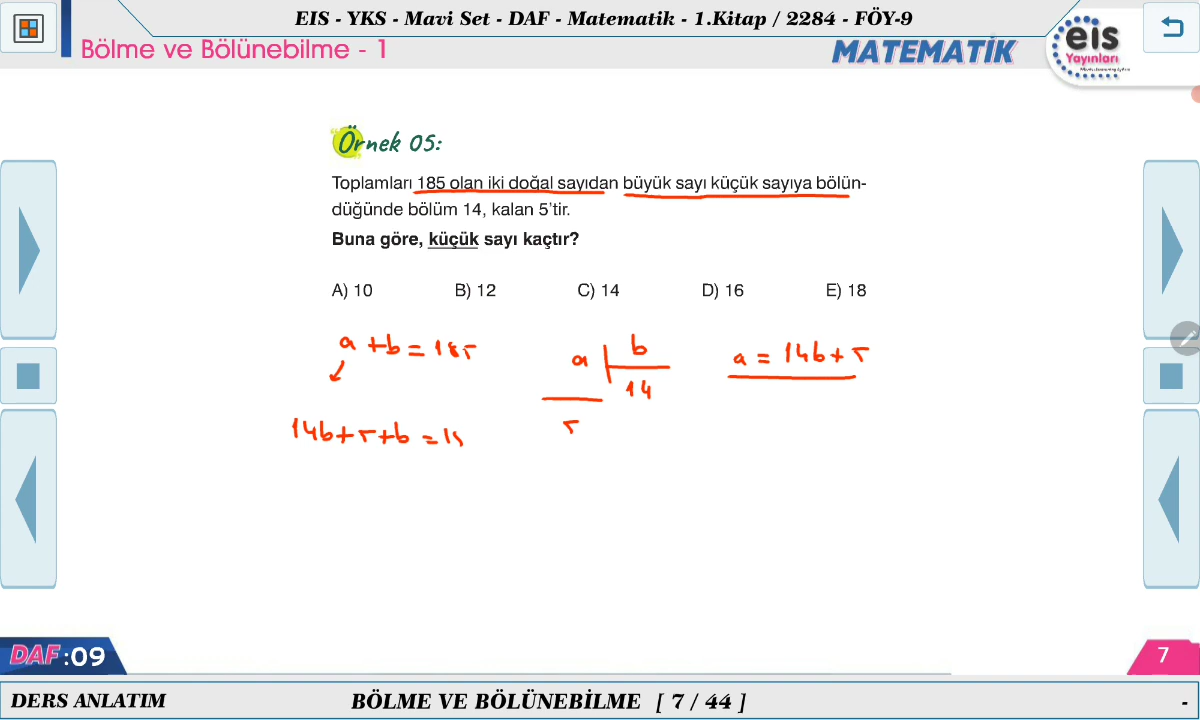 EIS - YKS - Mavi Set - DAF - Matematik - 1.Kitap / 2284 - FÖY-9
Bölme ve Bölünebilme - 1
MATEMATİK
eis
Yayınları
Örnek 05:
Toplamları 185 olan iki doğal sayıdan büyük sayı küçük sayıya bölün-
düğünde bölüm 14, kalan 5'tir.
Buna göre, küçük sayı kaçtır?
A) 10 B) 12 C) 14 D) 16 E) 18
a + b = 185
a b
14
5
a = 14b + 5
14b + 5 + b = 18
DAF :09
7
DERS ANLATIM
BÖLME VE BÖLÜNEBİLME [ 7 / 44 ]
-